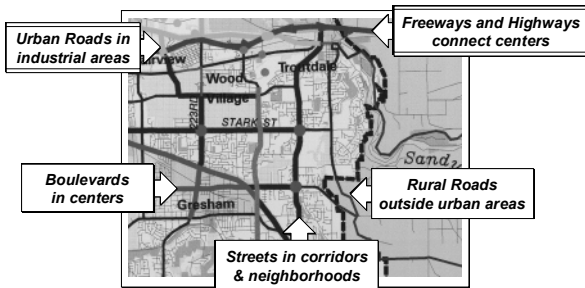 Urban Roads in
industrial areas
Freeways and Highways
connect centers
Troutdale
Wood
Village
223RD
STARK ST
Sandy
Boulevards
in centers
Gresham
Rural Roads
outside urban areas
Streets in corridors
& neighborhoods